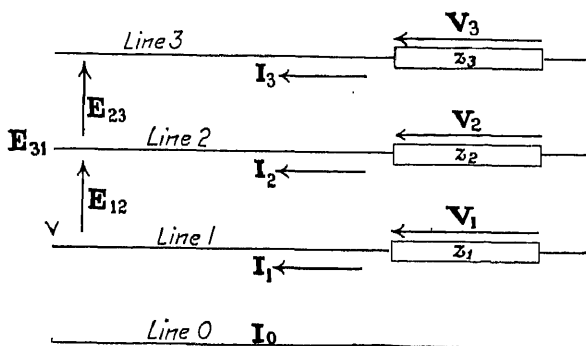 Line 3 I₃ V₃ z₃
E₂₃
E₃₁ Line 2 I₂ V₂ z₂
E₁₂
Line 1 I₁ V₁ z₁
Line 0 I₀